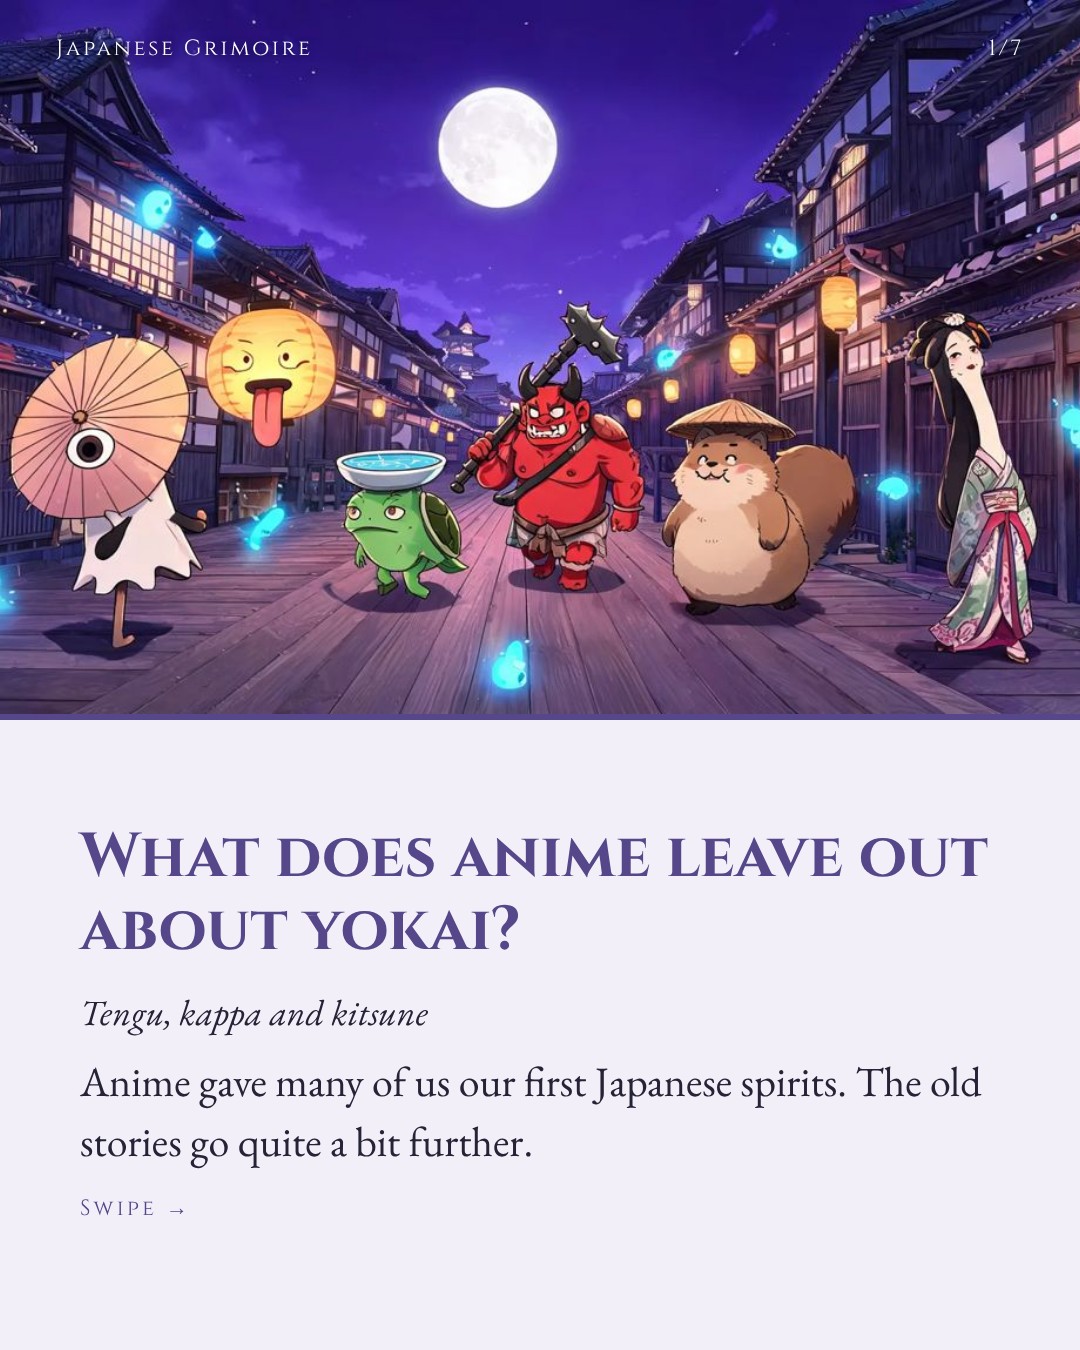 Japanese Grimoire
1/7
What does anime leave out
about yokai?
Tengu, kappa and kitsune
Anime gave many of us our first Japanese spirits. The old
stories go quite a bit further.
Swipe →